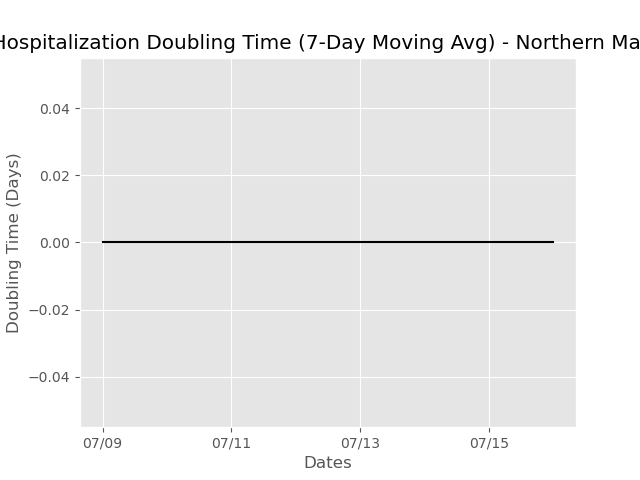 Hospitalization Doubling Time (7-Day Moving Avg) - Northern Ma
0.04
0.02
0.00
−0.02
−0.04
Doubling Time (Days)
07/09 07/11 07/13 07/15
Dates